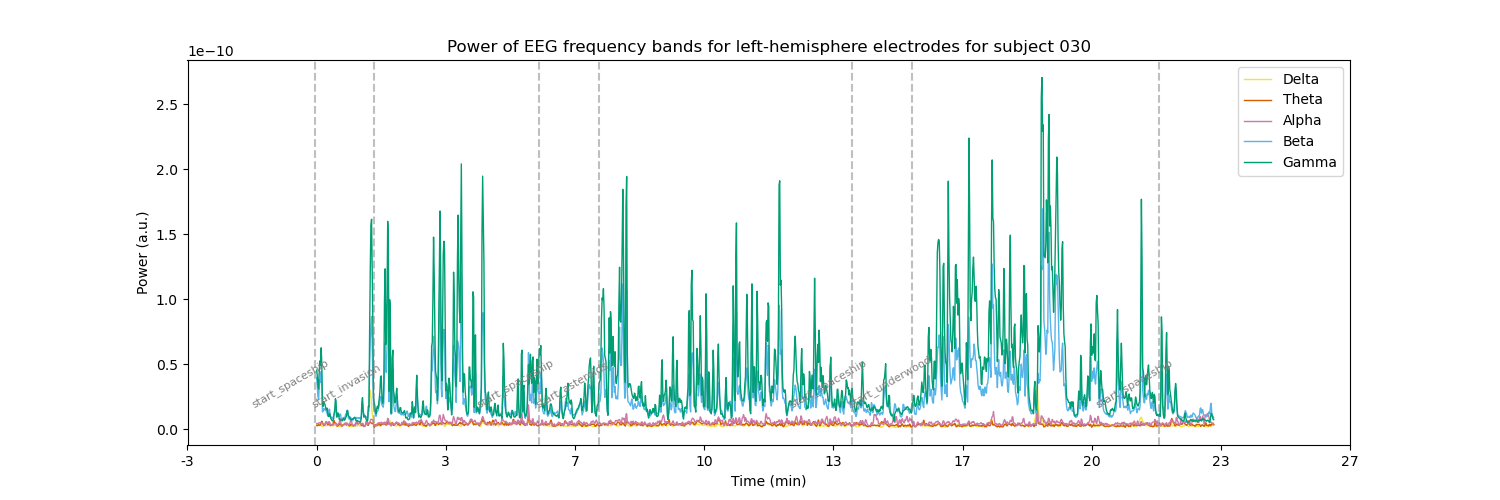 Power of EEG frequency bands for left-hemisphere electrodes for subject 030
1e−10
Delta
Theta
Alpha
Beta
Gamma
2.5
2.0
1.5
1.0
0.5
0.0
Power (a.u.)
start_spaceship
start_invasion
start_spaceship
start_asteroids
start_spaceship
start_underwood
start_spaceship
-3
0
3
7
10
13
17
20
23
27
Time (min)